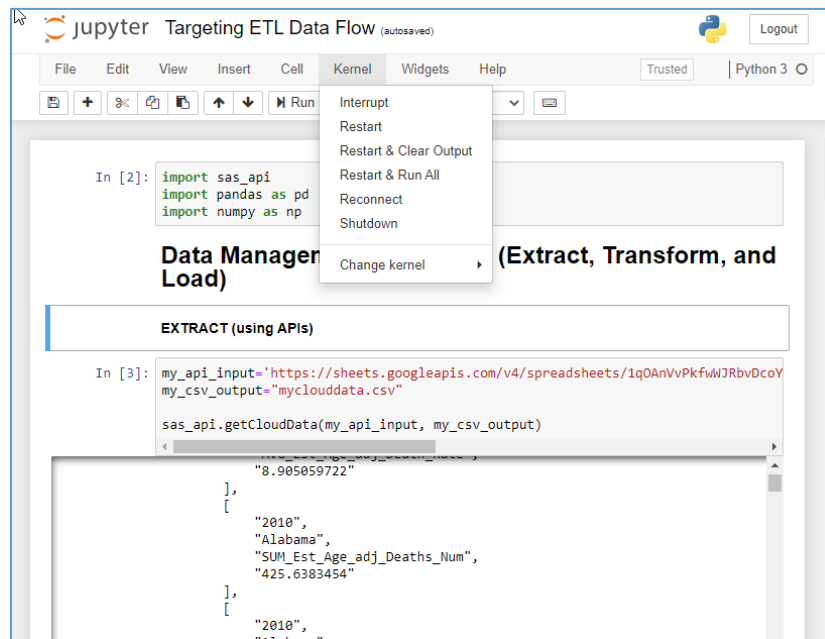 jupyter Targeting ETL Data Flow (autosaved)
Logout
File Edit View Insert Cell Kernel Widgets Help Trusted Python 3
Run
Interrupt
Restart
Restart & Clear Output
Restart & Run All
Reconnect
Shutdown
Change kernel
In [2]: import sas_api
import pandas as pd
import numpy as np
Data (Extract, Transform, and
Load)
EXTRACT (using APIs)
In [3]: my_api_input='https://sheets.googleapis.com/v4/spreadsheets/1qOAnVvPkfwWJRbvDcoY
my_csv_output="myclouddata.csv"
sas_api.getCloudData(my_api_input, my_csv_output)
"8.905059722"
],
[
"2010",
"Alabama",
"SUM_Est_Age_adj_Deaths_Num",
"425.6383454"
],
[
"2010",